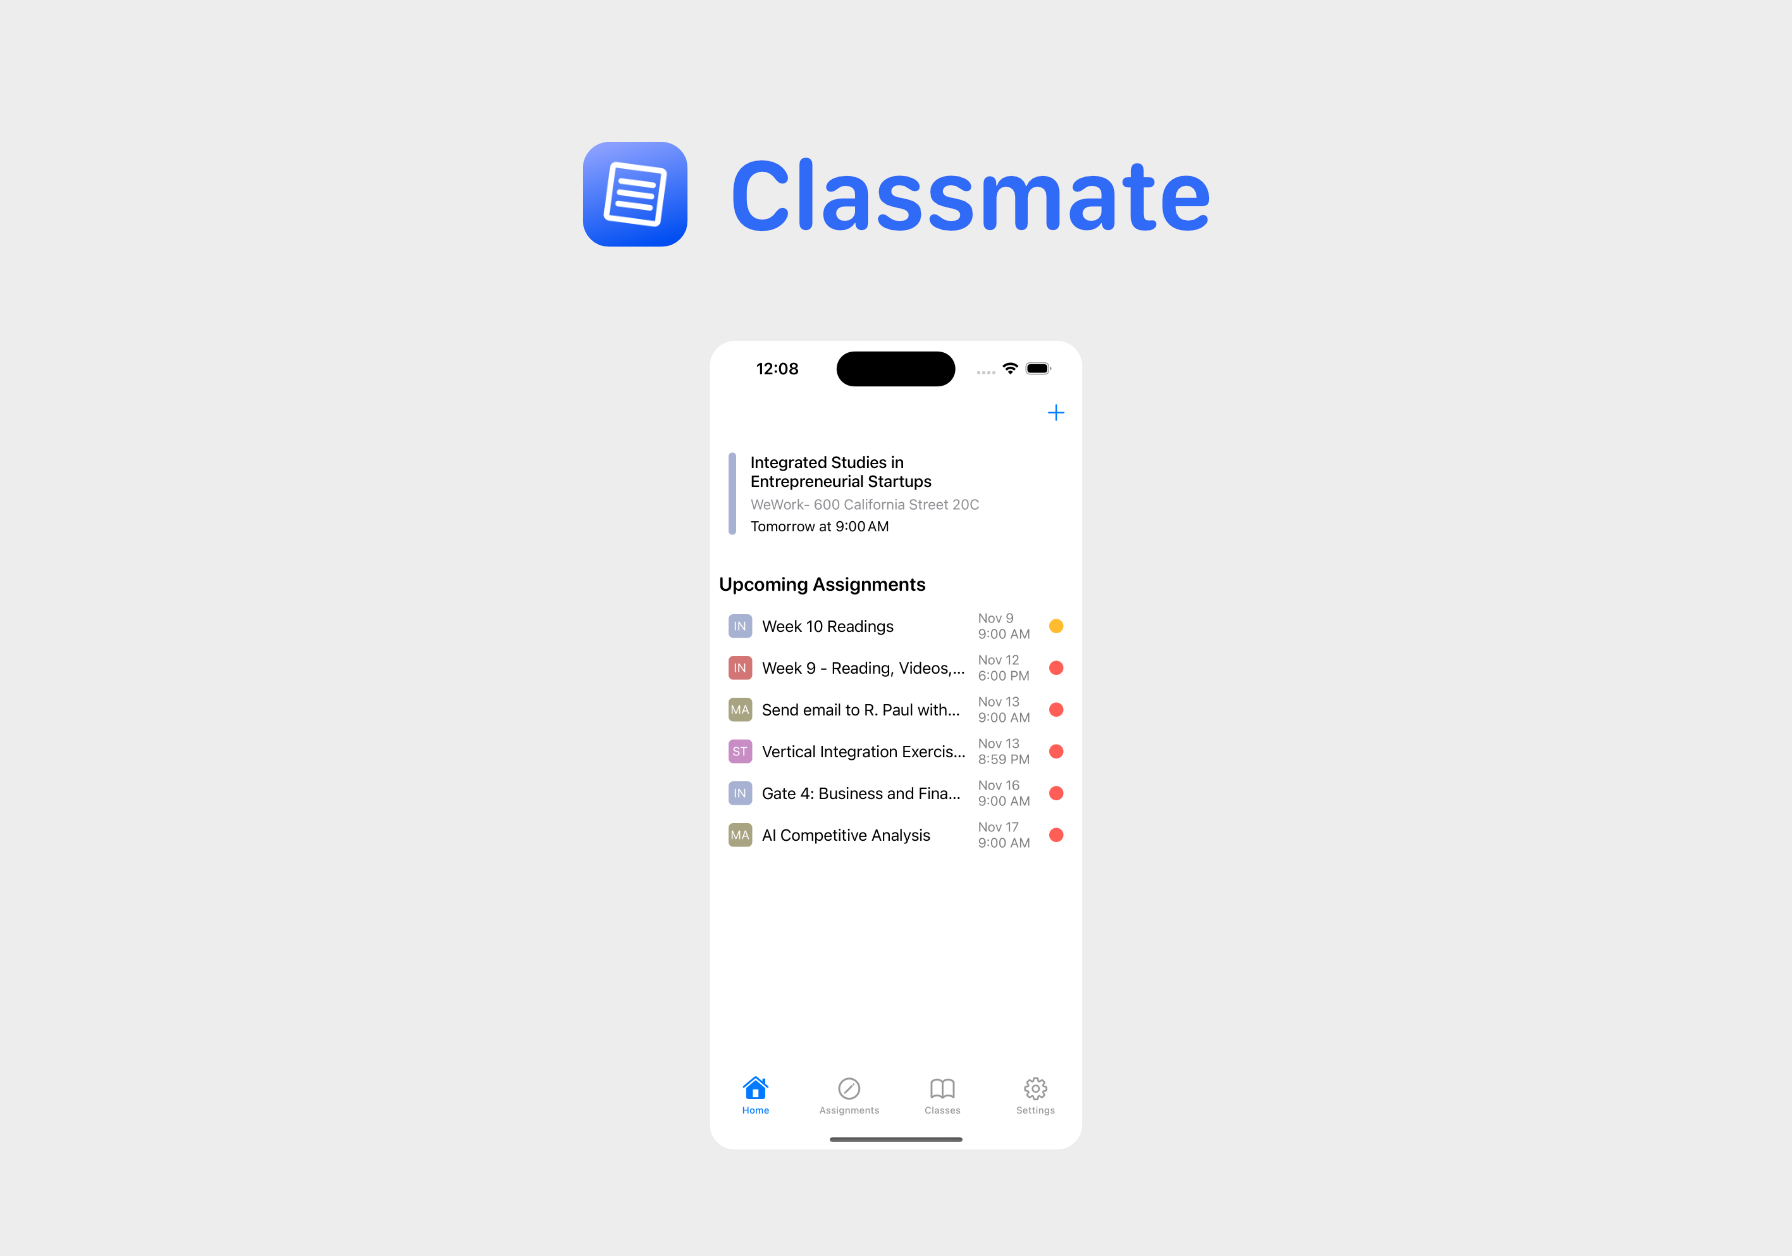 Classmate
12:08
Integrated Studies in
Entrepreneurial Startups
WeWork- 600 California Street 20C
Tomorrow at 9:00 AM
Upcoming Assignments
IN Week 10 Readings Nov 9
9:00 AM
IN Week 9 - Reading, Videos,... Nov 12
6:00 PM
MA Send email to R. Paul with... Nov 13
9:00 AM
ST Vertical Integration Exercis... Nov 13
8:59 PM
IN Gate 4: Business and Fina... Nov 16
9:00 AM
MA AI Competitive Analysis Nov 17
9:00 AM
Home Assignments Classes Settings